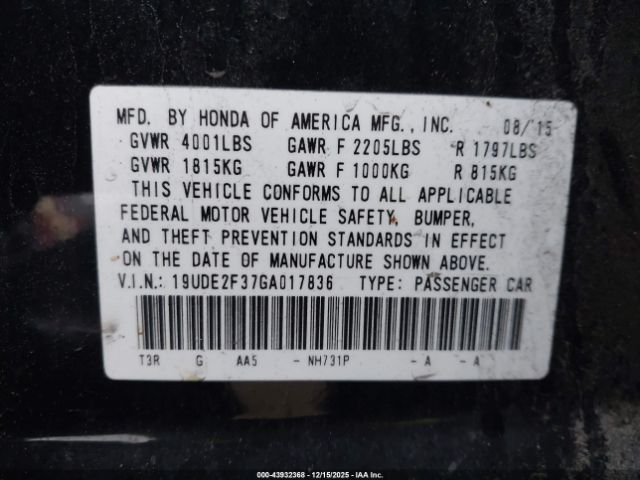 MFD. BY HONDA OF AMERICA MFG., INC. 08/'15
GVWR 4001LBS GAWR F 2205LBS R 1797LBS
GVWR 1815KG GAWR F 1000KG R 815KG
THIS VEHICLE CONFORMS TO ALL APPLICABLE
FEDERAL MOTOR VEHICLE SAFETY, BUMPER,
AND THEFT PREVENTION STANDARDS IN EFFECT
ON THE DATE OF MANUFACTURE SHOWN ABOVE.
V.I.N.: 19UDE2F37GA017836 TYPE: PASSENGER CAR
T3R G AA5 - NH731P - A - A
000-43932368 - 12/15/2025 - IAA Inc.